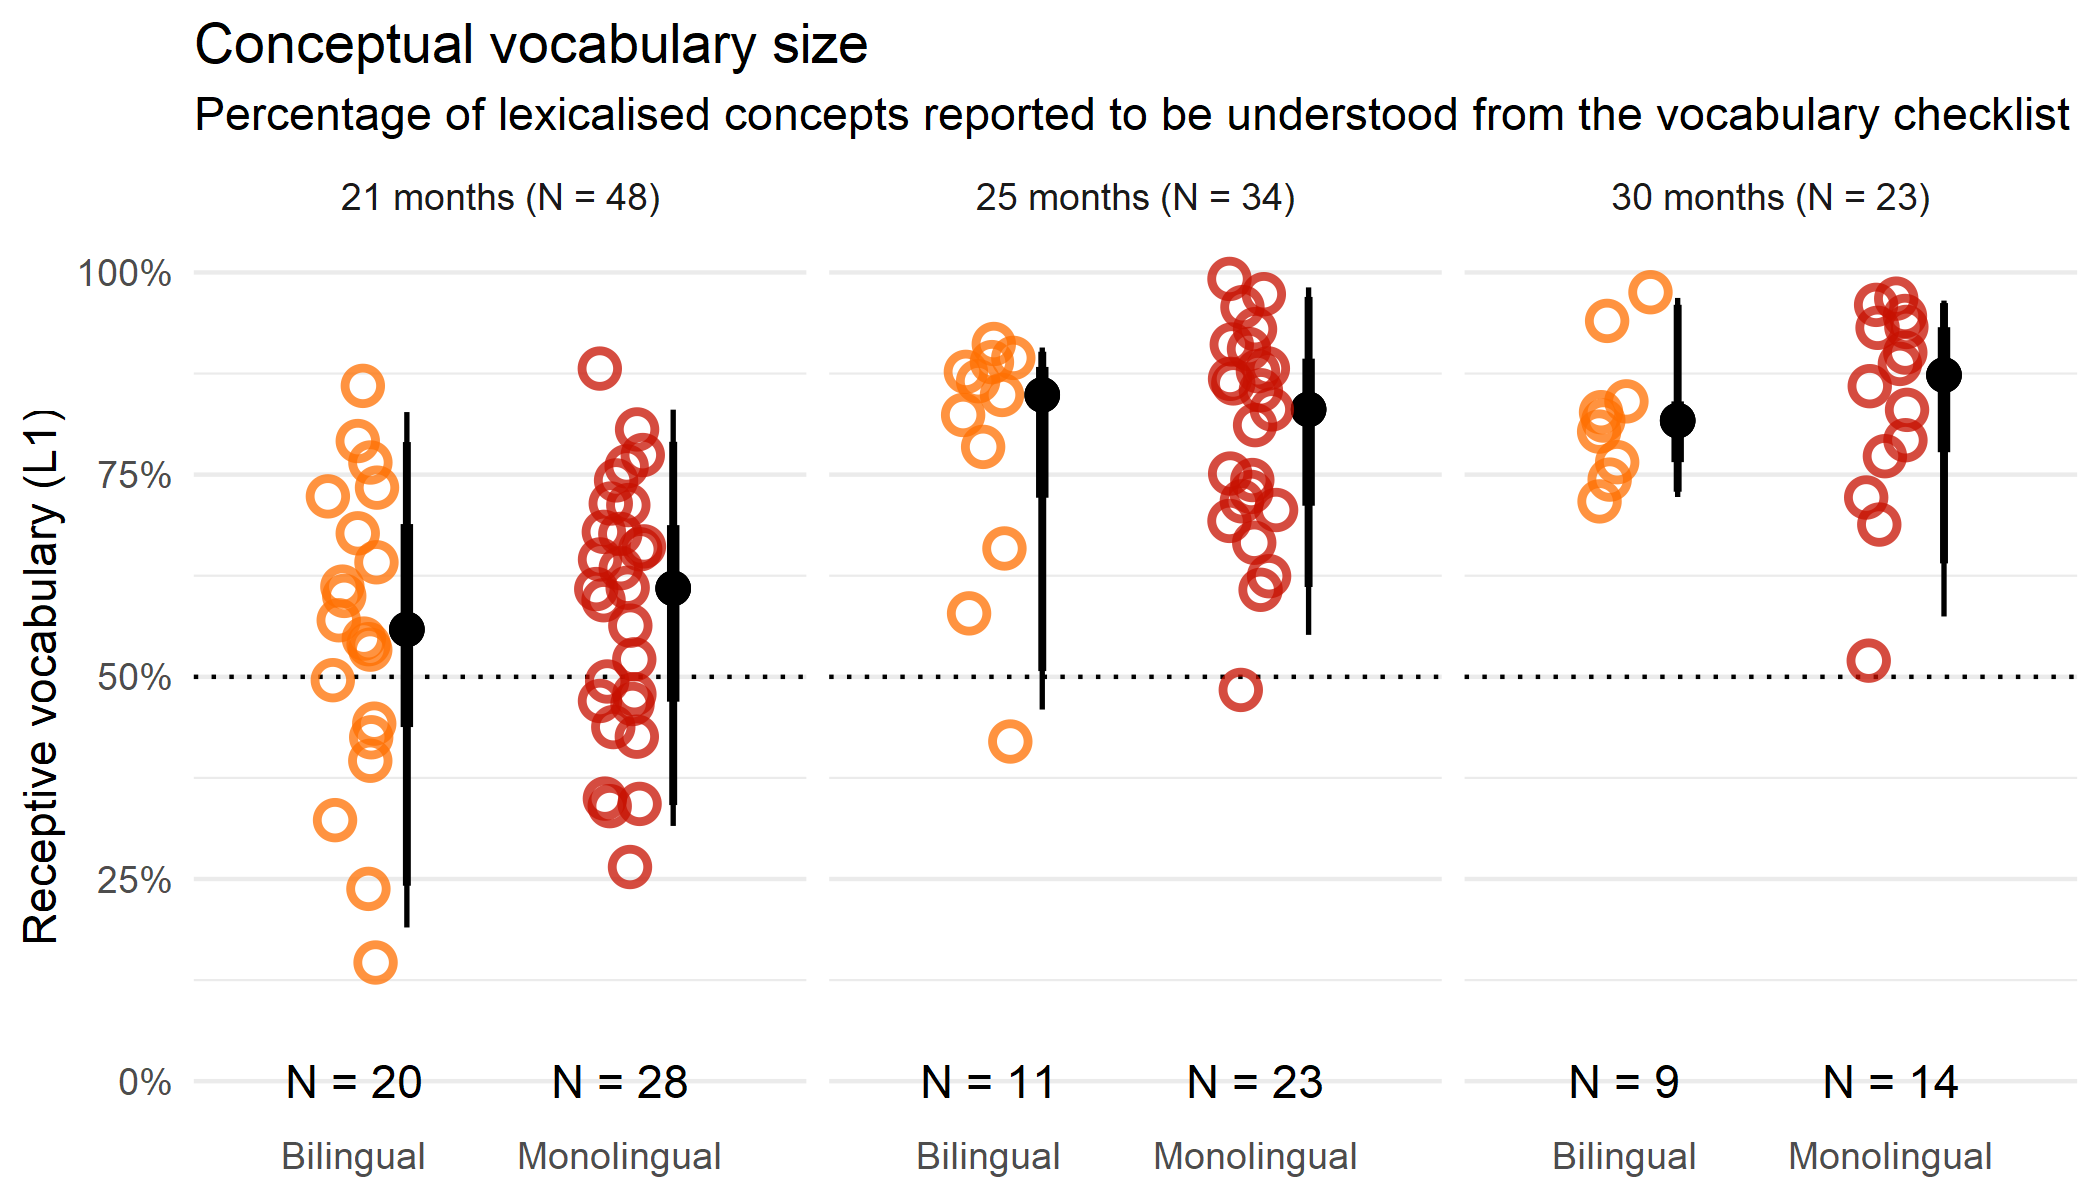 Conceptual vocabulary size
Percentage of lexicalised concepts reported to be understood from the vocabulary checklist
21 months (N = 48)
25 months (N = 34)
30 months (N = 23)
Receptive vocabulary (L1)
100%
75%
50%
25%
0%
N = 20
N = 28
N = 11
N = 23
N = 9
N = 14
Bilingual
Monolingual
Bilingual
Monolingual
Bilingual
Monolingual